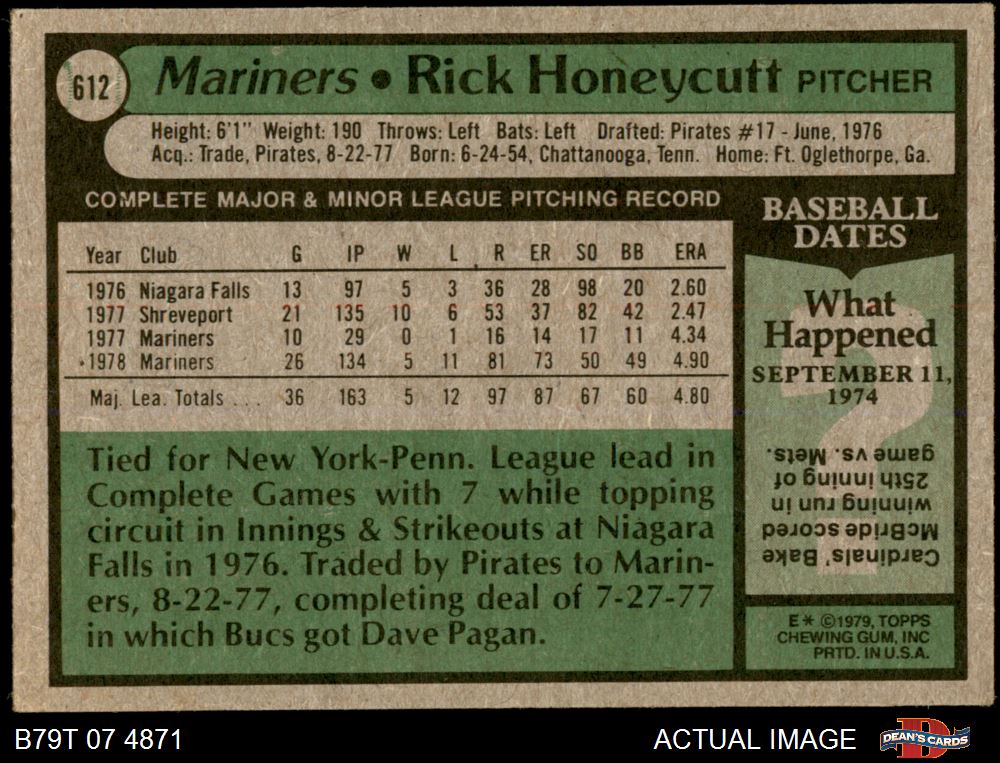 612
Mariners • Rick Honeycutt PITCHER
Height: 6'1" Weight: 190 Throws: Left Bats: Left Drafted: Pirates #17 - June, 1976
Acq.: Trade, Pirates, 8-22-77 Born: 6-24-54, Chattanooga, Tenn. Home: Ft. Oglethorpe, Ga.
COMPLETE MAJOR & MINOR LEAGUE PITCHING RECORD
Year Club G IP W L R ER SO BB ERA
1976 Niagara Falls 13 97 5 3 36 28 98 20 2.60
1977 Shreveport 21 135 10 6 53 37 82 42 2.47
1977 Mariners 10 29 0 1 16 14 17 11 4.34
1978 Mariners 26 134 5 11 81 73 50 49 4.90
Maj. Lea. Totals . . . 36 163 5 12 97 87 67 60 4.80
Tied for New York-Penn. League lead in
Complete Games with 7 while topping
circuit in Innings & Strikeouts at Niagara
Falls in 1976. Traded by Pirates to Marin-
ers, 8-22-77, completing deal of 7-27-77
in which Bucs got Dave Pagan.
BASEBALL
DATES
What
Happened
SEPTEMBER 11,
1974
?
Cardinals' Bake
McBride scored
winning run in
25th inning of
game vs. Mets.
E * ©1979, TOPPS
CHEWING GUM, INC
PRTD. IN U.S.A.
B79T 07 4871
ACTUAL IMAGE
D
DEAN'S CARDS